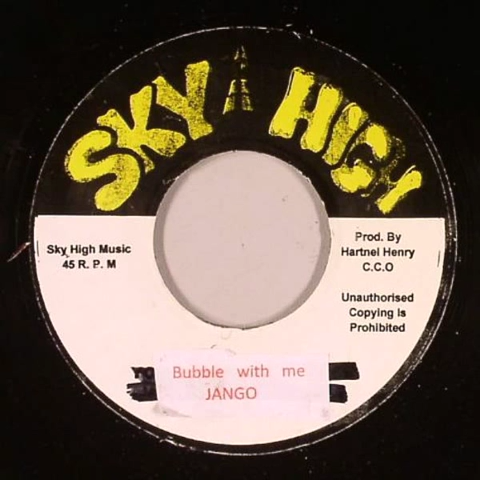 SKY HIGH
Sky High Music
45 R. P. M
Prod. By
Hartnel Henry
C.C.O
Unauthorised
Copying Is
Prohibited
Bubble with me
JANGO